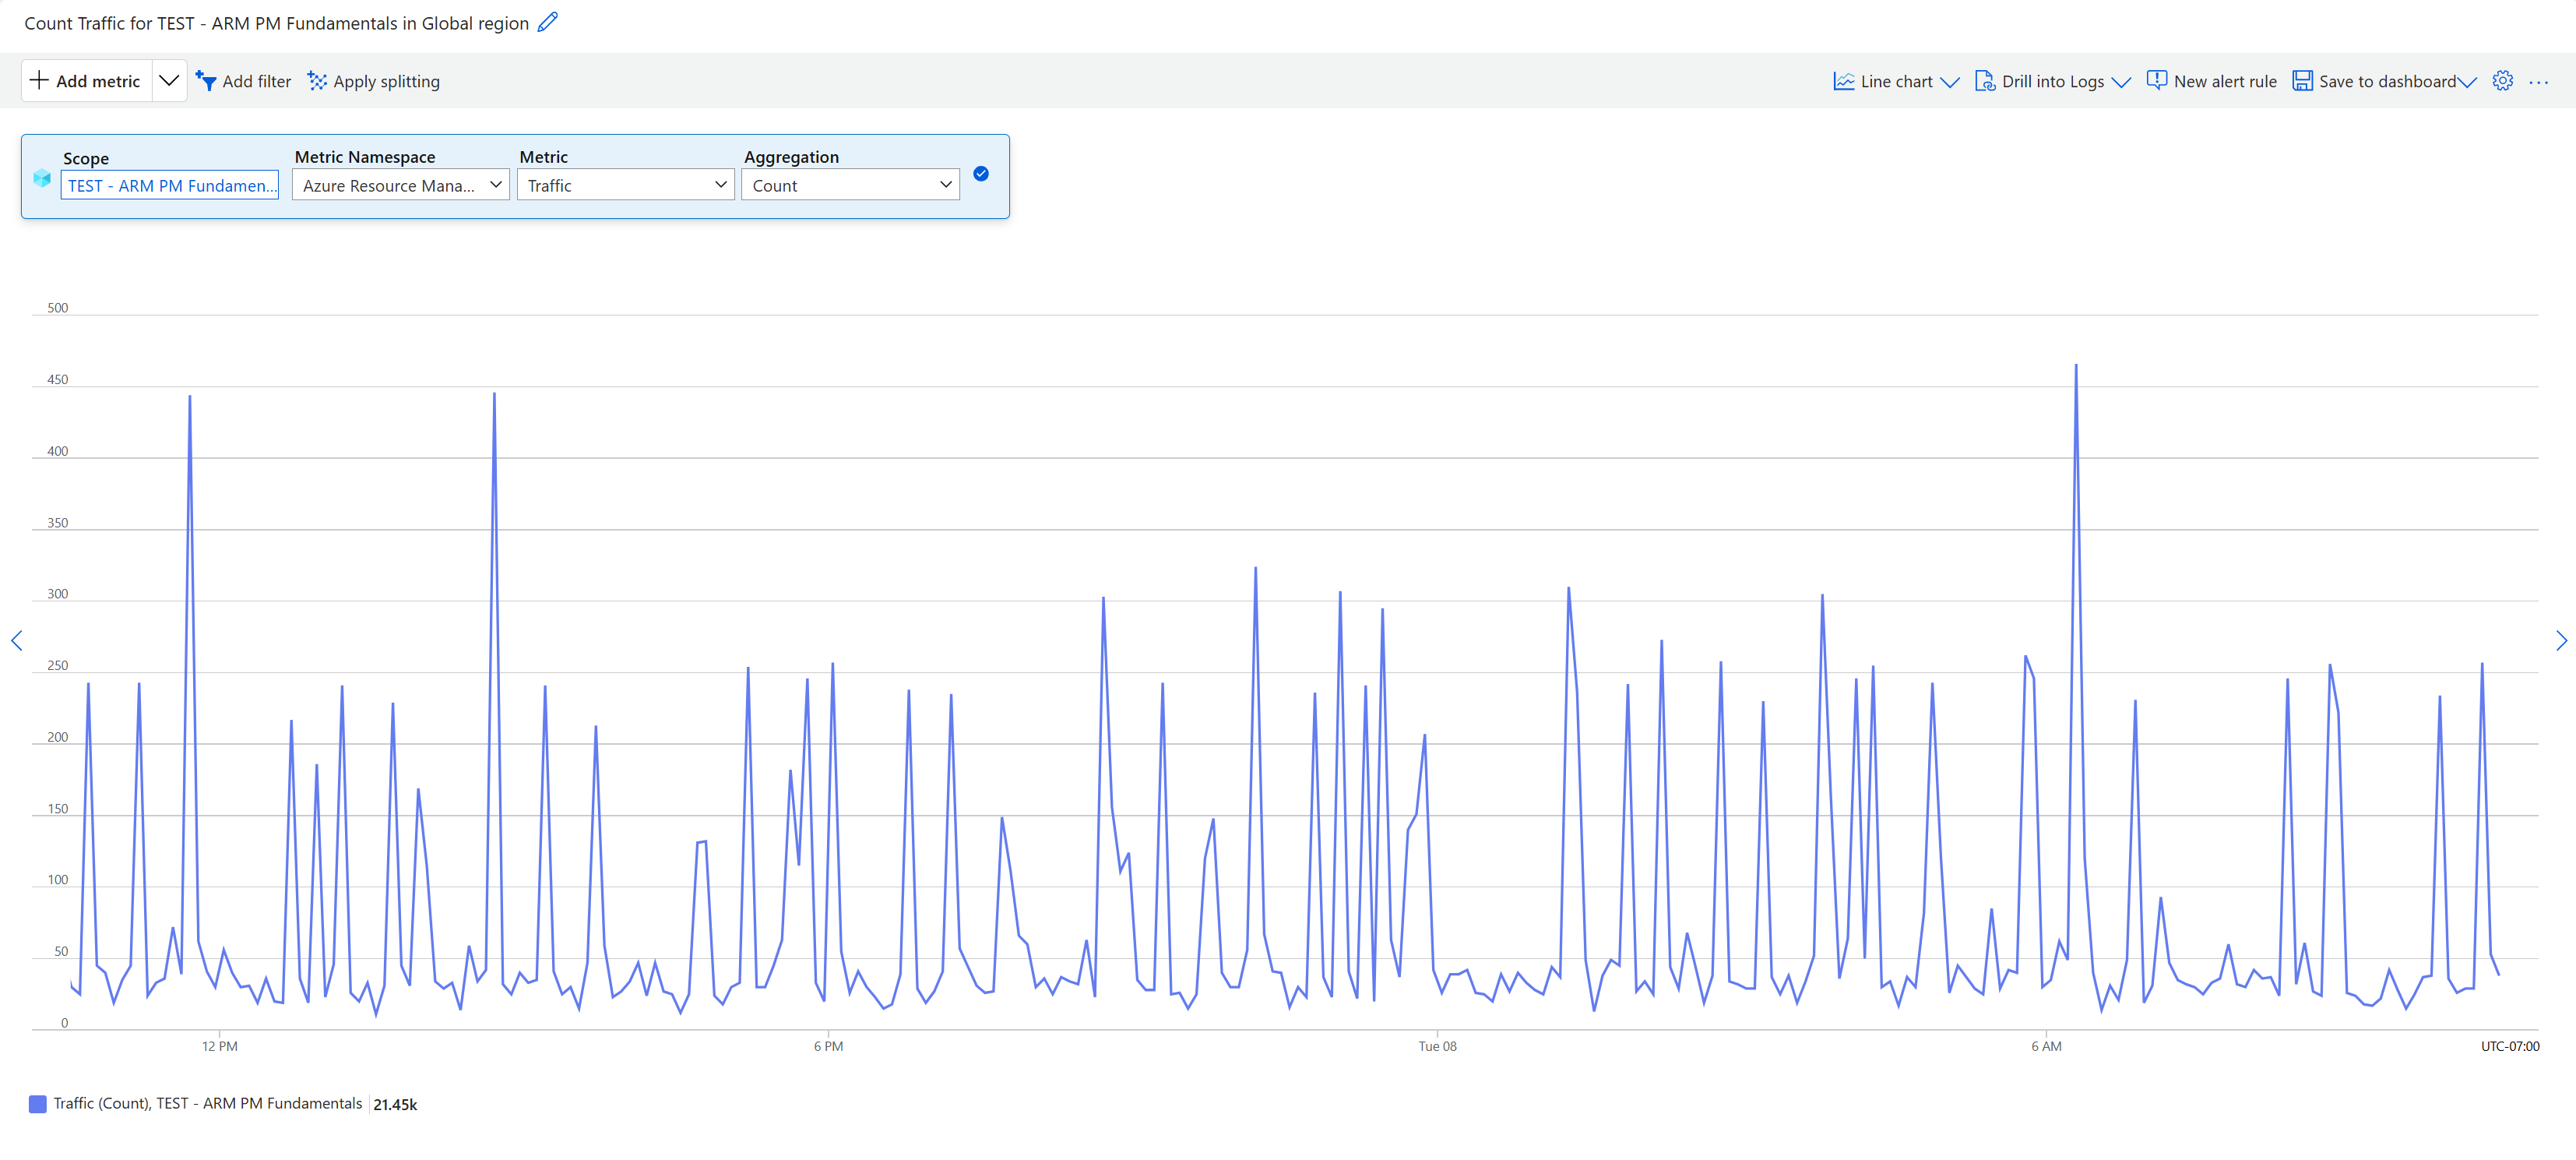 Count Traffic for TEST - ARM PM Fundamentals in Global region
Add metric
Add filter
Apply splitting
Line chart
Drill into Logs
New alert rule
Save to dashboard
Scope
Metric Namespace
Metric
Aggregation
TEST - ARM PM Fundamen...
Azure Resource Mana...
Traffic
Count
500
450
400
350
300
250
200
150
100
50
0
12 PM
6 PM
Tue 08
6 AM
UTC-07:00
Traffic (Count), TEST - ARM PM Fundamentals
21.45k